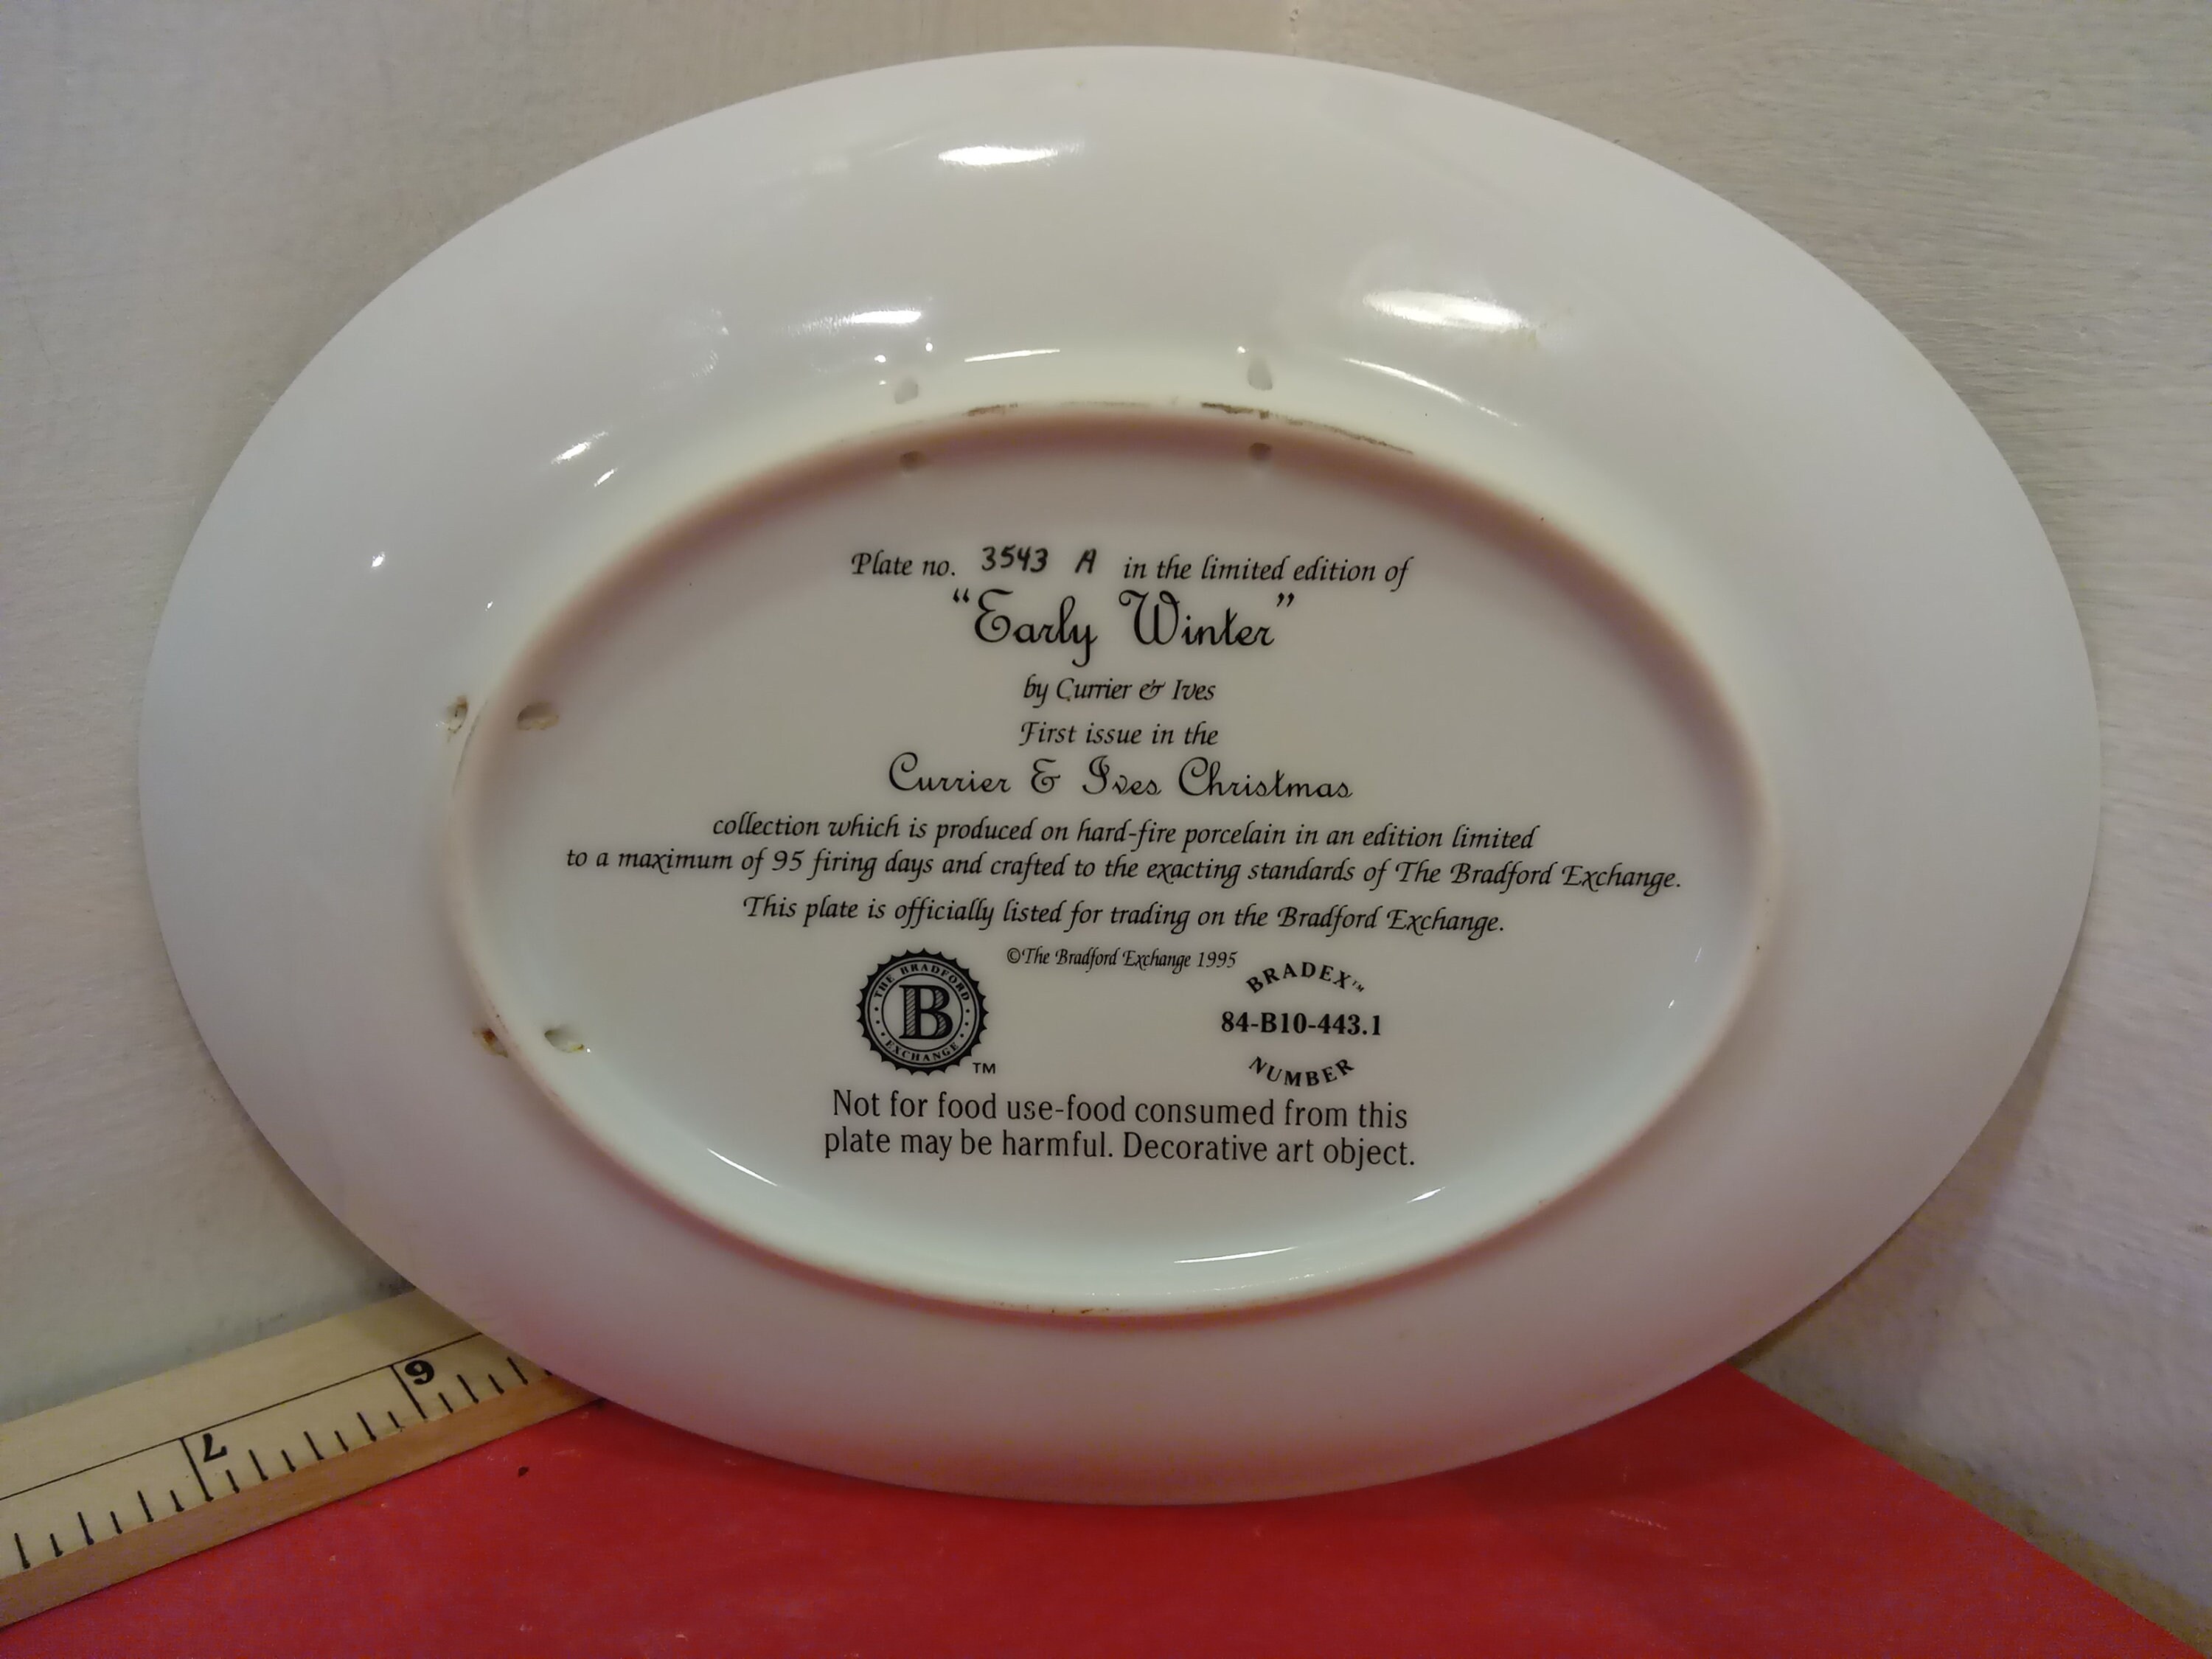 Plate no. 3543 A in the limited edition of
“Early Winter”
by Currier & Ives
First issue in the
Currier & Ives Christmas
collection which is produced on hard-fire porcelain in an edition limited
to a maximum of 95 firing days and crafted to the exacting standards of The Bradford Exchange.
This plate is officially listed for trading on the Bradford Exchange.
©The Bradford Exchange 1995
THE BRADFORD
B
EXCHANGE
TM
BRADEX™
84-B10-443.1
NUMBER
Not for food use-food consumed from this
plate may be harmful. Decorative art object.
6
7